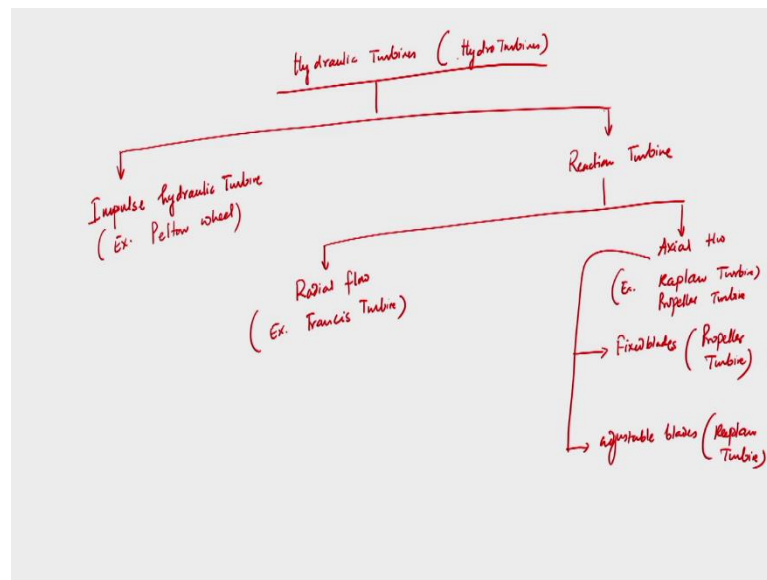 Hydraulic Turbines (Hydro Turbines)
Impulse hydraulic Turbine
(Ex. Pelton wheel)
Reaction Turbine
Radial flow
(Ex. Francis Turbine)
Axial flo
(Ex. Kaplan Turbine)
Propeller Turbine
Fixed blades (Propeller
Turbine)
adjustable blades (Kaplan
Turbine)